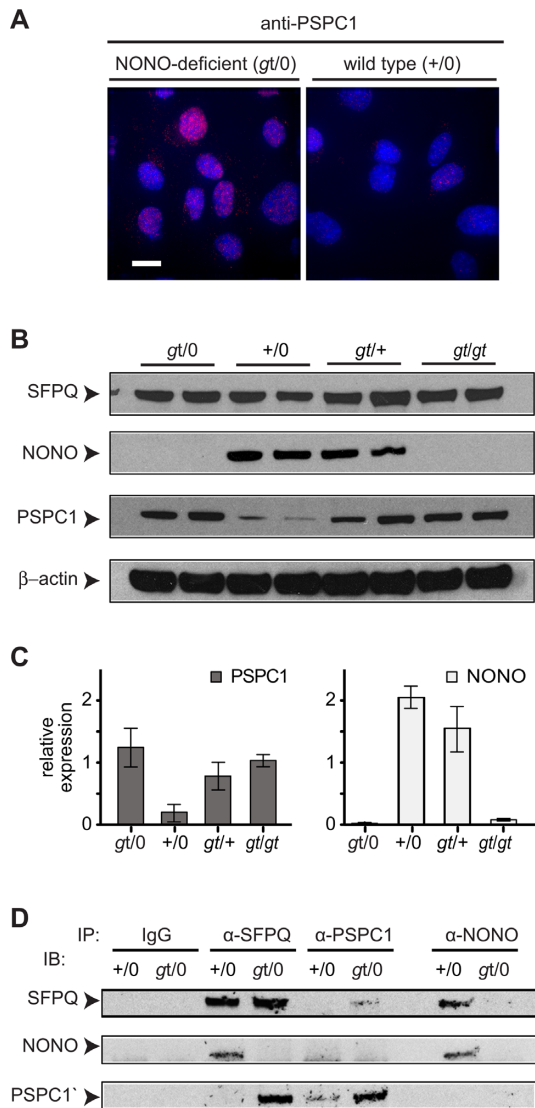 A
anti-PSPC1
NONO-deficient (gt/0) wild type (+/0)
B
gt/0 +/0 gt/+ gt/gt
SFPQ
NONO
PSPC1
β–actin
C
relative
expression
2
1
0
PSPC1
gt/0 +/0 gt/+ gt/gt
2
1
0
NONO
gt/0 +/0 gt/+ gt/gt
D
IP: IgG α-SFPQ α-PSPC1 α-NONO
IB:
+/0 gt/0 +/0 gt/0 +/0 gt/0 +/0 gt/0
SFPQ
NONO
PSPC1`